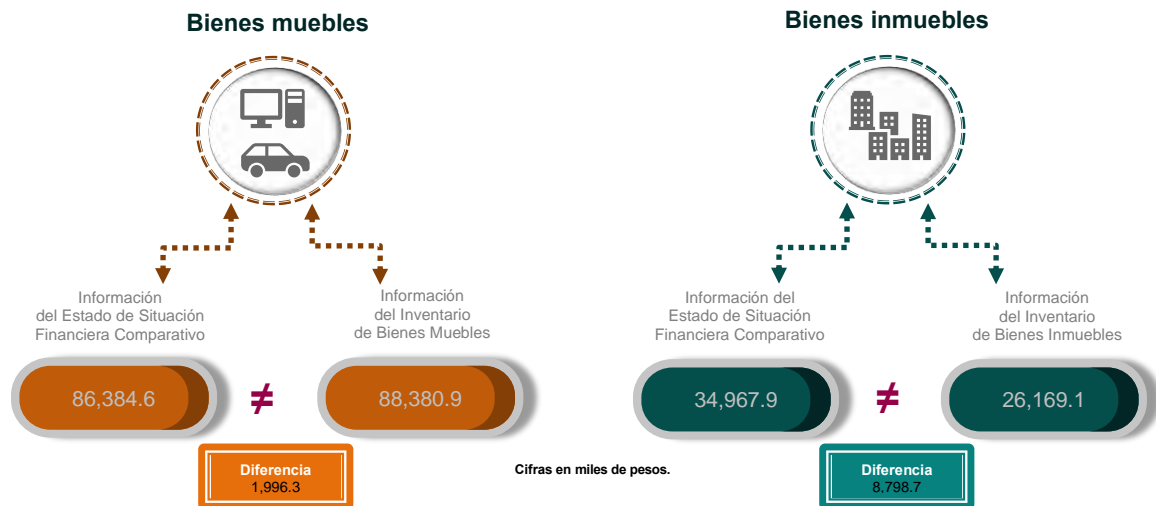 Bienes muebles
Información
del Estado de Situación
Financiera Comparativo
Información
del Inventario
de Bienes Muebles
86,384.6
≠
88,380.9
Diferencia
1,996.3
Cifras en miles de pesos.
Bienes inmuebles
Información del
Estado de Situación
Financiera Comparativo
Información
del Inventario
de Bienes Inmuebles
34,967.9
≠
26,169.1
Diferencia
8,798.7